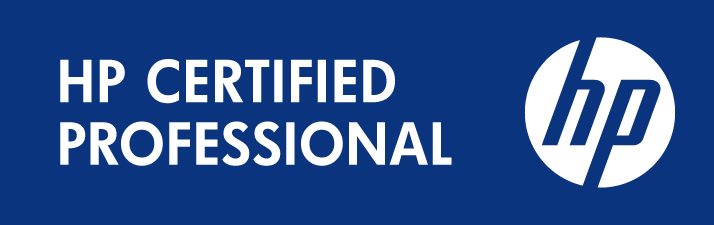 HP CERTIFIED
PROFESSIONAL
hp